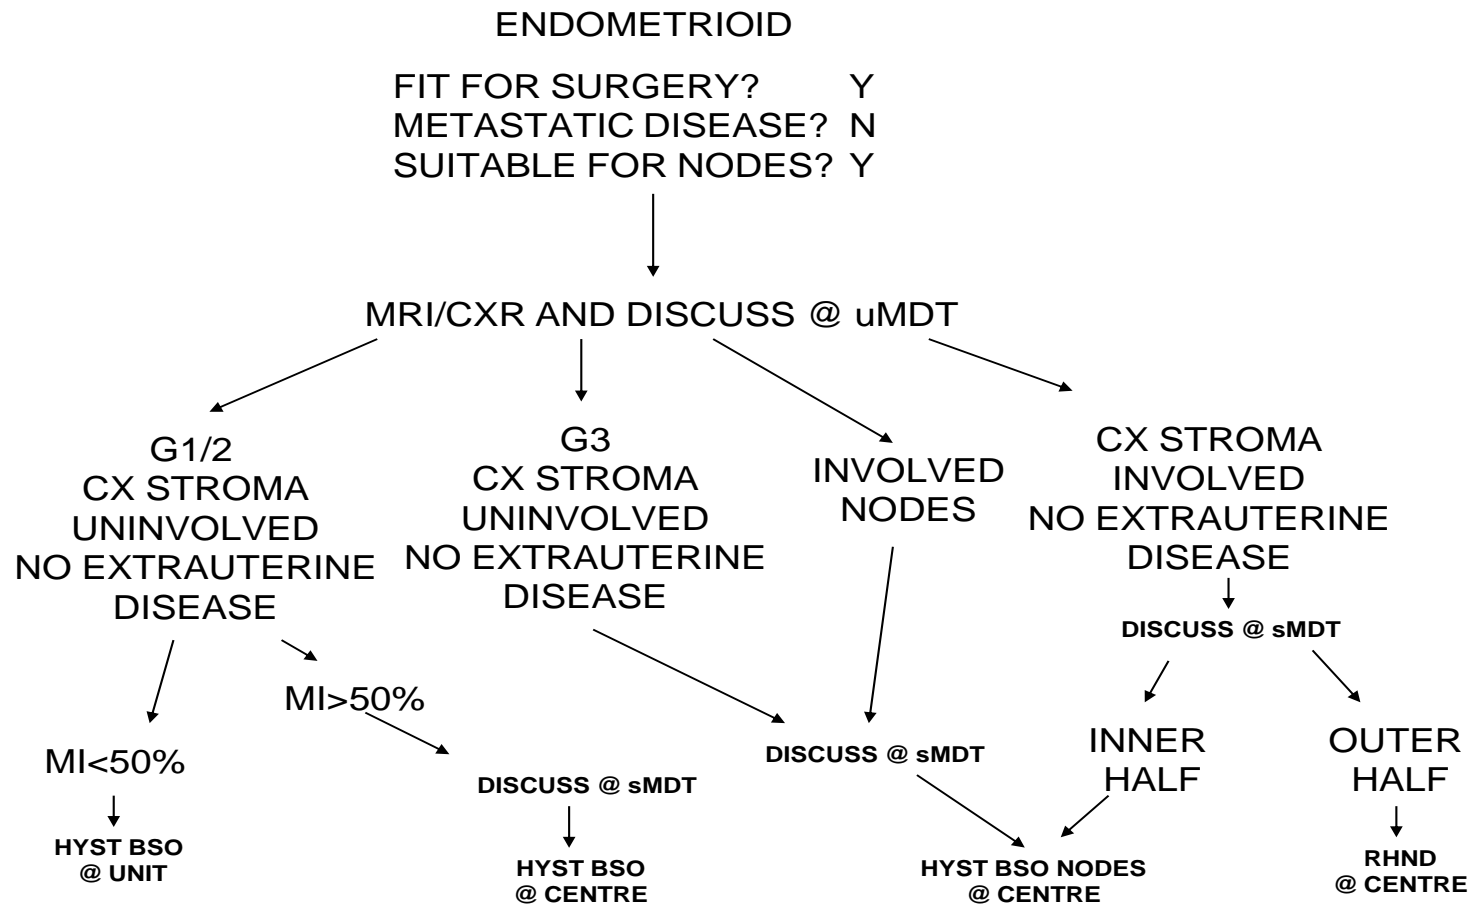 ENDOMETRIOID
FIT FOR SURGERY? Y
METASTATIC DISEASE? N
SUITABLE FOR NODES? Y
MRI/CXR AND DISCUSS @ uMDT
G1/2
CX STROMA
UNINVOLVED
NO EXTRAUTERINE
DISEASE
G3
CX STROMA
UNINVOLVED
NO EXTRAUTERINE
DISEASE
INVOLVED
NODES
CX STROMA
INVOLVED
NO EXTRAUTERINE
DISEASE
DISCUSS @ sMDT
MI>50%
MI<50%
DISCUSS @ sMDT
DISCUSS @ sMDT
INNER
HALF
OUTER
HALF
HYST BSO
@ UNIT
HYST BSO
@ CENTRE
HYST BSO NODES
@ CENTRE
RHND
@ CENTRE